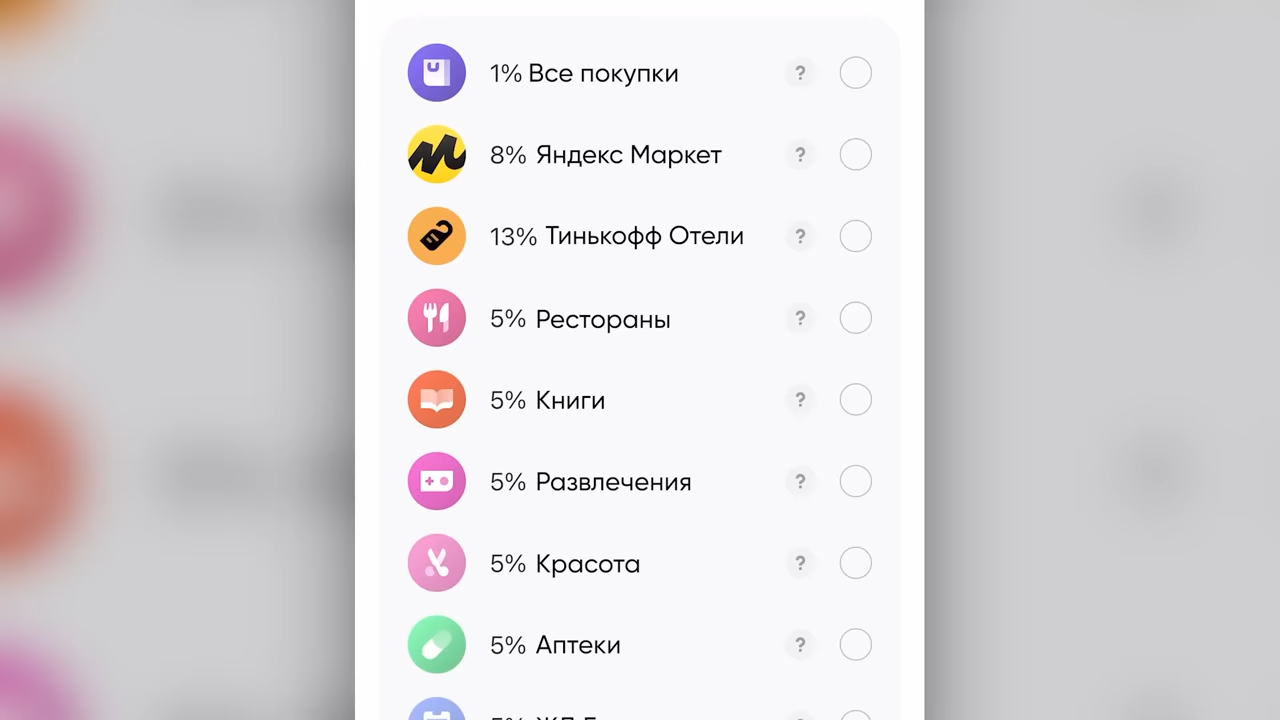 1% Все покупки ?
8% Яндекс Маркет ?
13% Тинькофф Отели ?
5% Рестораны ?
5% Книги ?
5% Развлечения ?
5% Красота ?
5% Аптеки ?